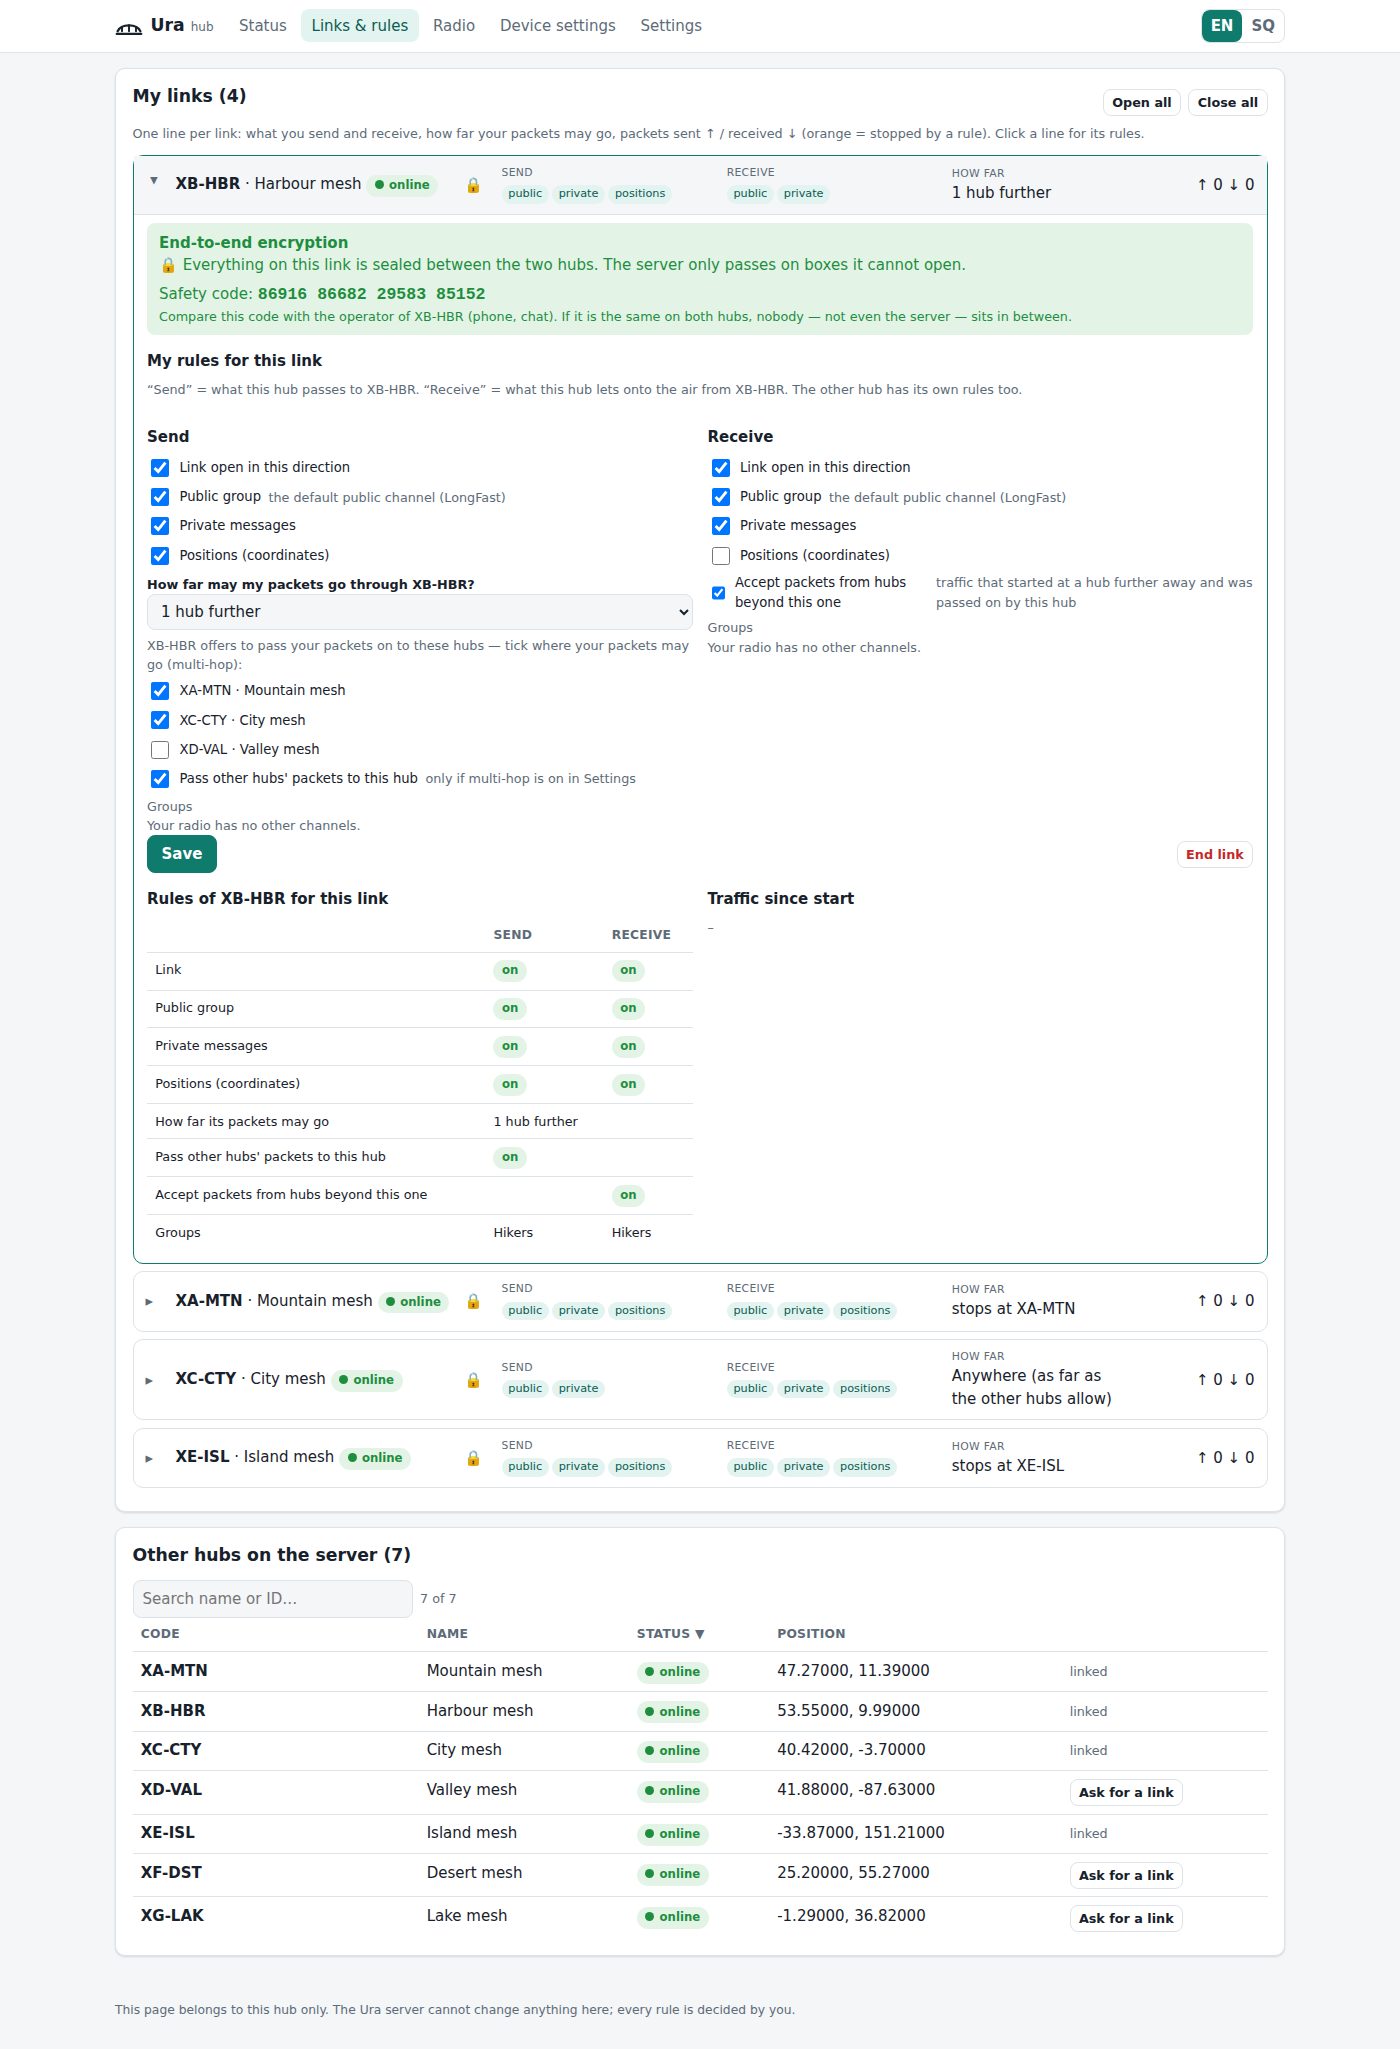 Ura hub Status Links & rules Radio Device settings Settings EN SQ
My links (4) Open all Close all
One line per link: what you send and receive, how far your packets may go, packets sent ↑ / received ↓ (orange = stopped by a rule). Click a line for its rules.
▼ XB-HBR · Harbour mesh ● online 🔒 SEND public private positions RECEIVE public private HOW FAR 1 hub further ↑ 0 ↓ 0
End-to-end encryption
🔒 Everything on this link is sealed between the two hubs. The server only passes on boxes it cannot open.
Safety code: 86916 86682 29583 85152
Compare this code with the operator of XB-HBR (phone, chat). If it is the same on both hubs, nobody — not even the server — sits in between.
My rules for this link
“Send” = what this hub passes to XB-HBR. “Receive” = what this hub lets onto the air from XB-HBR. The other hub has its own rules too.
Send
Link open in this direction
Public group the default public channel (LongFast)
Private messages
Positions (coordinates)
How far may my packets go through XB-HBR?
1 hub further
XB-HBR offers to pass your packets on to these hubs — tick where your packets may
go (multi-hop):
XA-MTN · Mountain mesh
XC-CTY · City mesh
XD-VAL · Valley mesh
Pass other hubs' packets to this hub only if multi-hop is on in Settings
Groups
Your radio has no other channels.
Receive
Link open in this direction
Public group the default public channel (LongFast)
Private messages
Positions (coordinates)
Accept packets from hubs beyond this one
traffic that started at a hub further away and was passed on by this hub
Groups
Your radio has no other channels.
Save End link
Rules of XB-HBR for this link
SEND RECEIVE
Link on on
Public group on on
Private messages on on
Positions (coordinates) on on
How far its packets may go 1 hub further
Pass other hubs' packets to this hub on
Accept packets from hubs beyond this one on
Groups Hikers Hikers
Traffic since start
–
▸ XA-MTN · Mountain mesh ● online 🔒 SEND public private positions RECEIVE public private positions HOW FAR stops at XA-MTN ↑ 0 ↓ 0
▸ XC-CTY · City mesh ● online 🔒 SEND public private RECEIVE public private positions HOW FAR Anywhere (as far as the other hubs allow) ↑ 0 ↓ 0
▸ XE-ISL · Island mesh ● online 🔒 SEND public private positions RECEIVE public private positions HOW FAR stops at XE-ISL ↑ 0 ↓ 0
Other hubs on the server (7)
Search name or ID… 7 of 7
CODE NAME STATUS ▼ POSITION
XA-MTN Mountain mesh ● online 47.27000, 11.39000 linked
XB-HBR Harbour mesh ● online 53.55000, 9.99000 linked
XC-CTY City mesh ● online 40.42000, -3.70000 linked
XD-VAL Valley mesh ● online 41.88000, -87.63000 Ask for a link
XE-ISL Island mesh ● online -33.87000, 151.21000 linked
XF-DST Desert mesh ● online 25.20000, 55.27000 Ask for a link
XG-LAK Lake mesh ● online -1.29000, 36.82000 Ask for a link
This page belongs to this hub only. The Ura server cannot change anything here; every rule is decided by you.